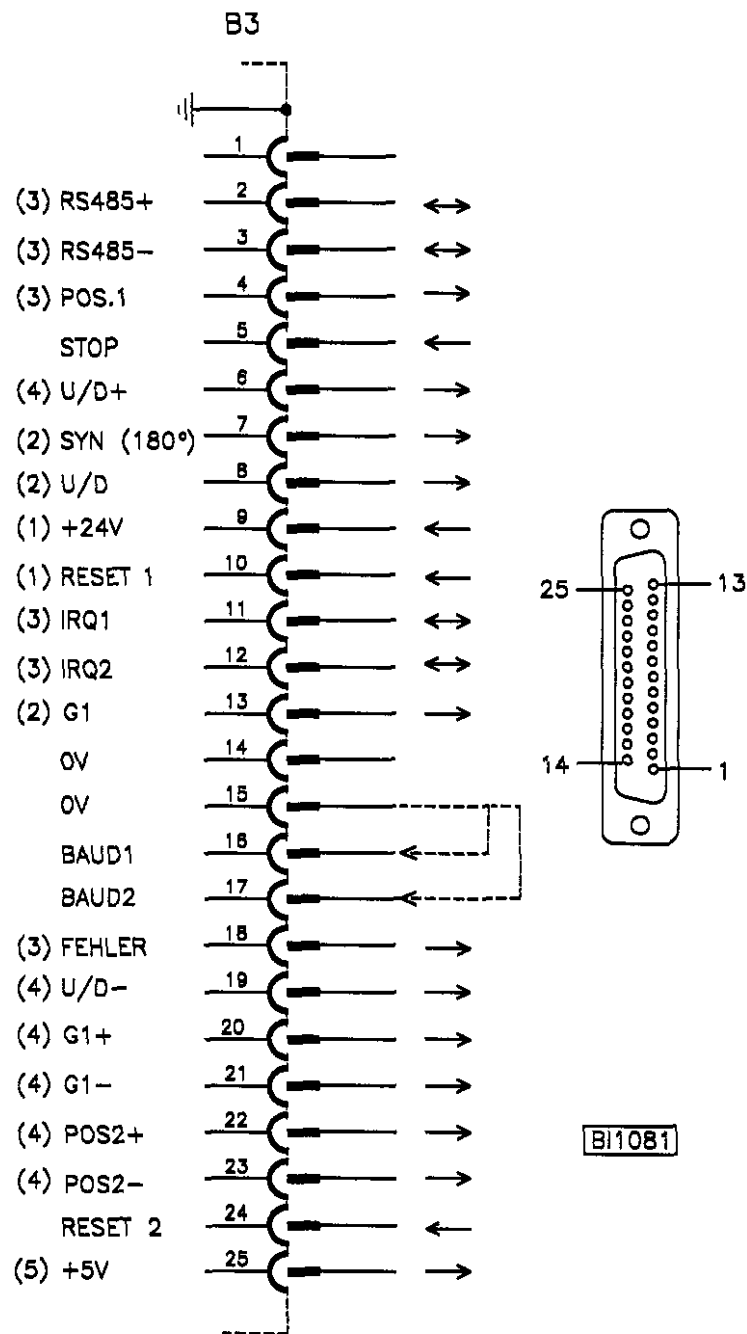 B3
1
(3) RS485+ 2
(3) RS485− 3
(3) POS.1 4
STOP 5
(4) U/D+ 6
(2) SYN (180°) 7
(2) U/D 8
(1) +24V 9
(1) RESET 1 10
(3) IRQ1 11
(3) IRQ2 12
(2) G1 13
0V 14
0V 15
BAUD1 16
BAUD2 17
(3) FEHLER 18
(4) U/D− 19
(4) G1+ 20
(4) G1− 21
(4) POS2+ 22
(4) POS2− 23
RESET 2 24
(5) +5V 25
25 13
14 1
BI1081